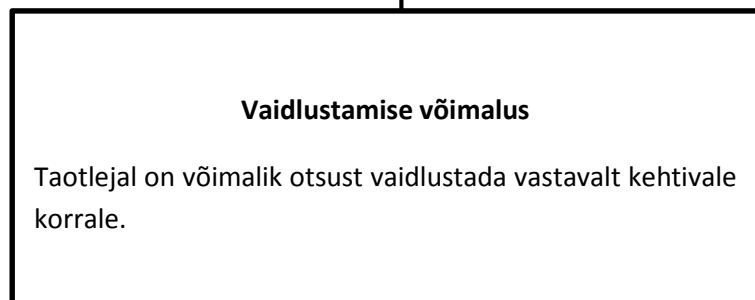 Vaidlustamise võimalus
Taotlejal on võimalik otsust vaidlustada vastavalt kehtivale
korrale.